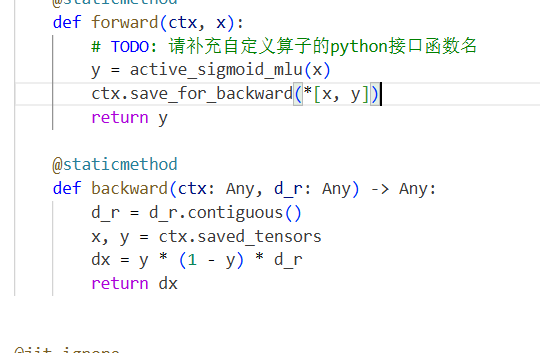 @staticmethod
def forward(ctx, x):
# TODO: 请补充自定义算子的python接口函数名
y = active_sigmoid_mlu(x)
ctx.save_for_backward(*[x, y])
return y
@staticmethod
def backward(ctx: Any, d_r: Any) -> Any:
d_r = d_r.contiguous()
x, y = ctx.saved_tensors
dx = y * (1 - y) * d_r
return dx
@jit.ignore